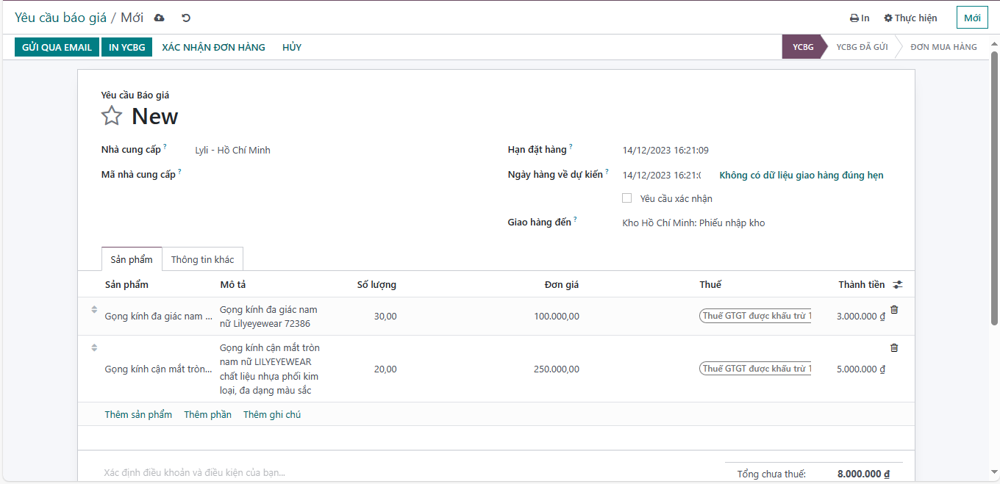 Yêu cầu báo giá / Mới
In
Thực hiện
Mới
GỬI QUA EMAIL
IN YCBG
XÁC NHẬN ĐƠN HÀNG
HỦY
YCBG
YCBG ĐÃ GỬI
ĐƠN MUA HÀNG
Yêu cầu Báo giá
New
Nhà cung cấp ?
Lyli - Hồ Chí Minh
Hạn đặt hàng ?
14/12/2023 16:21:09
Mã nhà cung cấp ?
Ngày hàng về dự kiến ?
14/12/2023 16:21:
Không có dữ liệu giao hàng đúng hẹn
Yêu cầu xác nhận
Giao hàng đến ?
Kho Hồ Chí Minh: Phiếu nhập kho
Sản phẩm
Thông tin khác
Sản phẩm
Mô tả
Số lượng
Đơn giá
Thuế
Thành tiền
Gọng kính đa giác nam ...
Gọng kính đa giác nam
nữ Lilyeyewear 72386
30,00
100.000,00
Thuế GTGT được khấu trừ 1
3.000.000 ₫
Gọng kính cận mắt tròn...
Gọng kính cận mắt tròn
nam nữ LILYEYEWEAR
chất liệu nhựa phối kim
loại, đa dạng màu sắc
20,00
250.000,00
Thuế GTGT được khấu trừ 1
5.000.000 ₫
Thêm sản phẩm
Thêm phần
Thêm ghi chú
Xác định điều khoản và điều kiện của bạn...
Tổng chưa thuế:
8.000.000 ₫